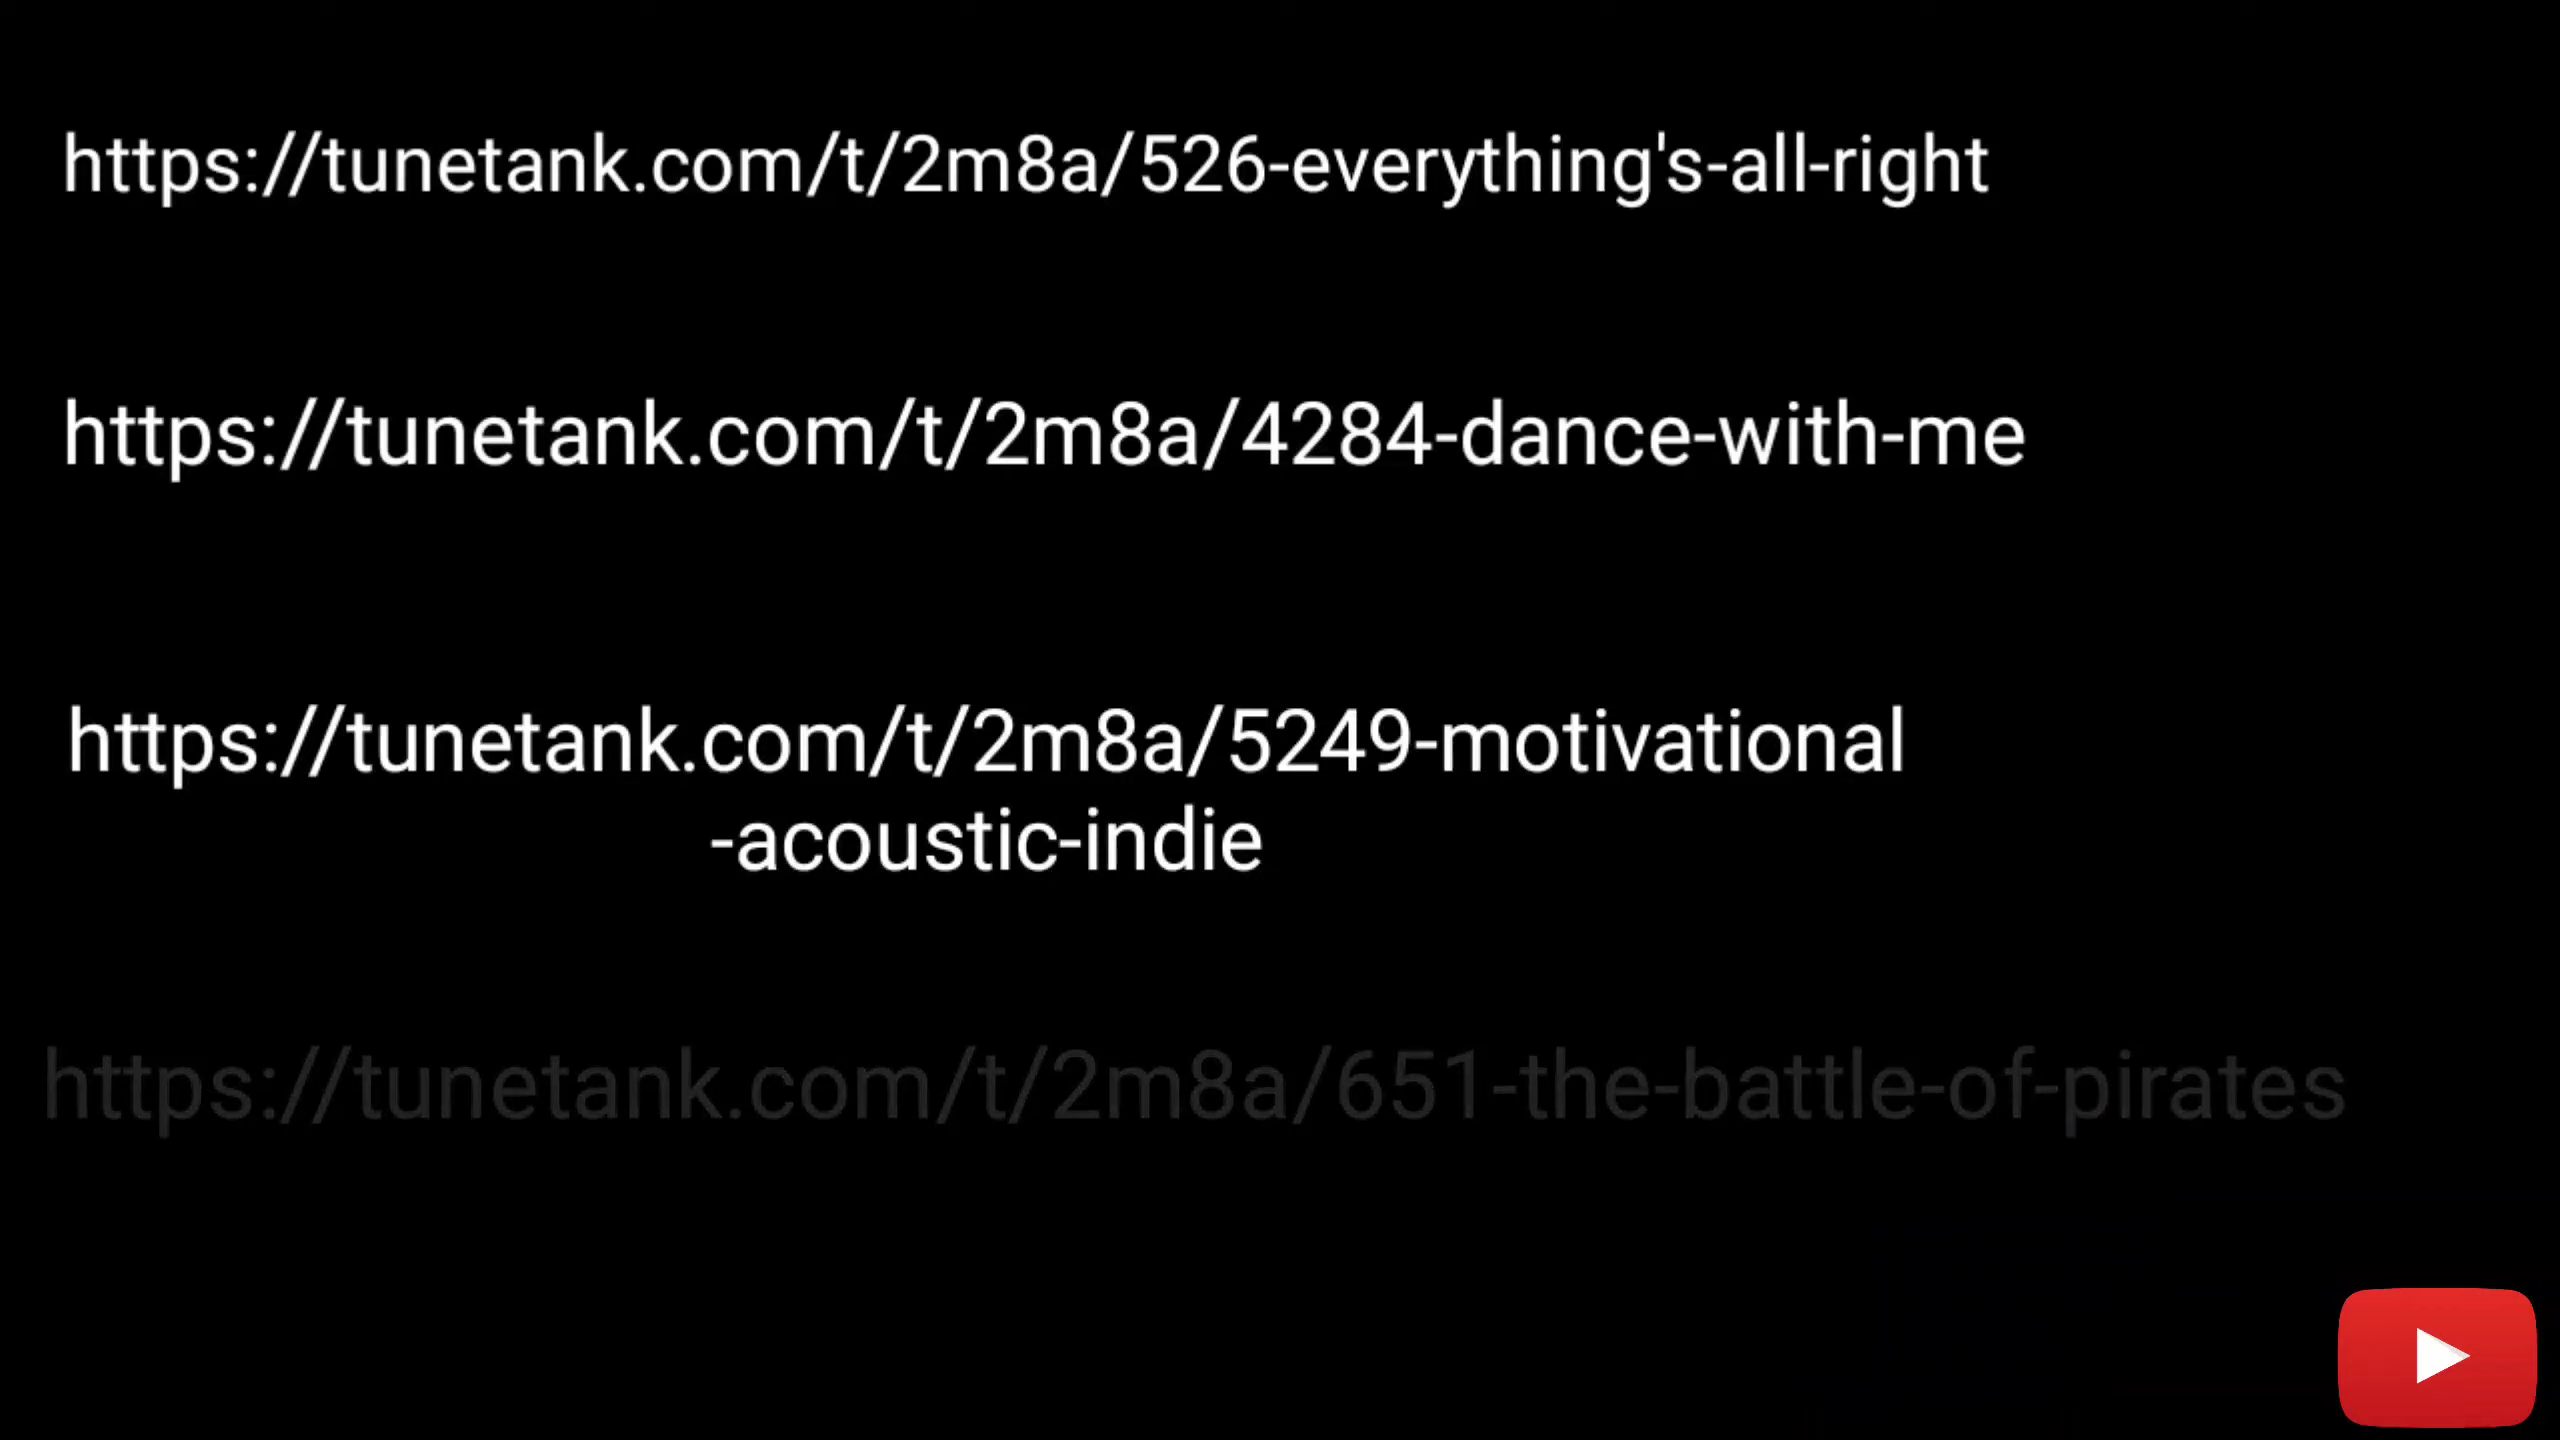 https://tunetank.com/t/2m8a/526-everything's-all-right
https://tunetank.com/t/2m8a/4284-dance-with-me
https://tunetank.com/t/2m8a/5249-motivational
-acoustic-indie
https://tunetank.com/t/2m8a/651-the-battle-of-pirates